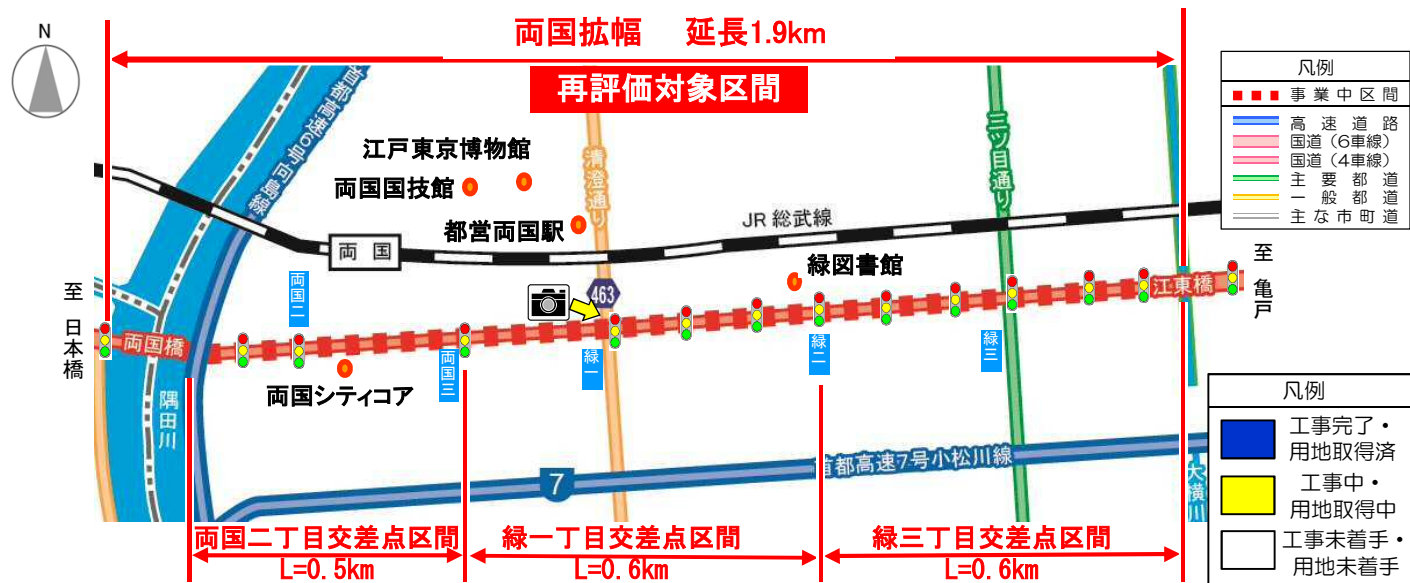 両国拡幅　延長1.9km
再評価対象区間
N
凡例
事業中区間
高速道路
国道（6車線）
国道（4車線）
主要都道
一般都道
主な市町道
首都高速6号向島線
江戸東京博物館
両国国技館
都営両国駅
清澄通り
三ツ目通り
JR総武線
両国
緑図書館
463
至 日本橋
至 亀戸
両国橋
江東橋
両国二
両国三
緑一
緑二
緑三
両国シティコア
隅田川
首都高速7号小松川線
7
大横川
凡例
工事完了・
用地取得済
工事中・
用地取得中
工事未着手・
用地未着手
両国二丁目交差点区間
L=0.5km
緑一丁目交差点区間
L=0.6km
緑三丁目交差点区間
L=0.6km